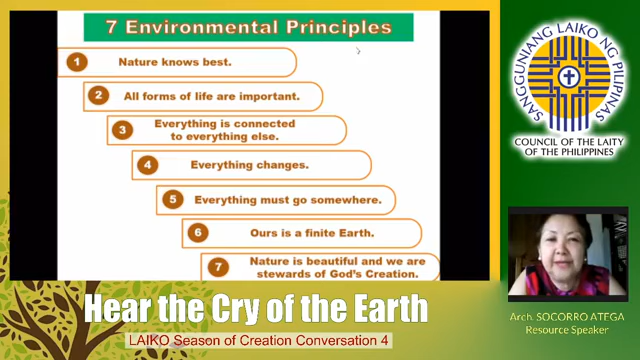 7 Environmental Principles
1 Nature knows best.
2 All forms of life are important.
3 Everything is connected
to everything else.
4 Everything changes.
5 Everything must go somewhere.
6 Ours is a finite Earth.
7 Nature is beautiful and we are
stewards of God's Creation.
Hear the Cry of the Earth
LAIKO Season of Creation Conversation 4
SANGGUNIANG LAIKO NG PILIPINAS
COUNCIL OF THE LAITY
OF THE PHILIPPINES
Arch. SOCORRO ATEGA
Resource Speaker